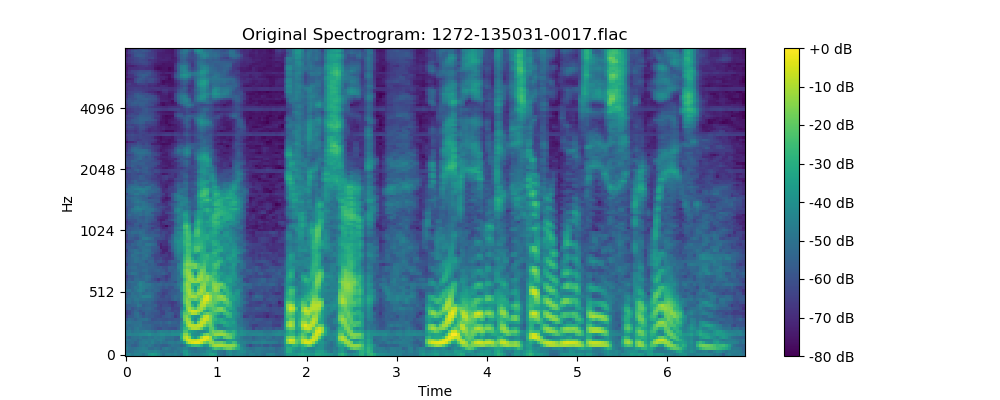 Original Spectrogram: 1272-135031-0017.flac
Hz
4096
2048
1024
512
0
0 1 2 3 4 5 6
Time
+0 dB
-10 dB
-20 dB
-30 dB
-40 dB
-50 dB
-60 dB
-70 dB
-80 dB